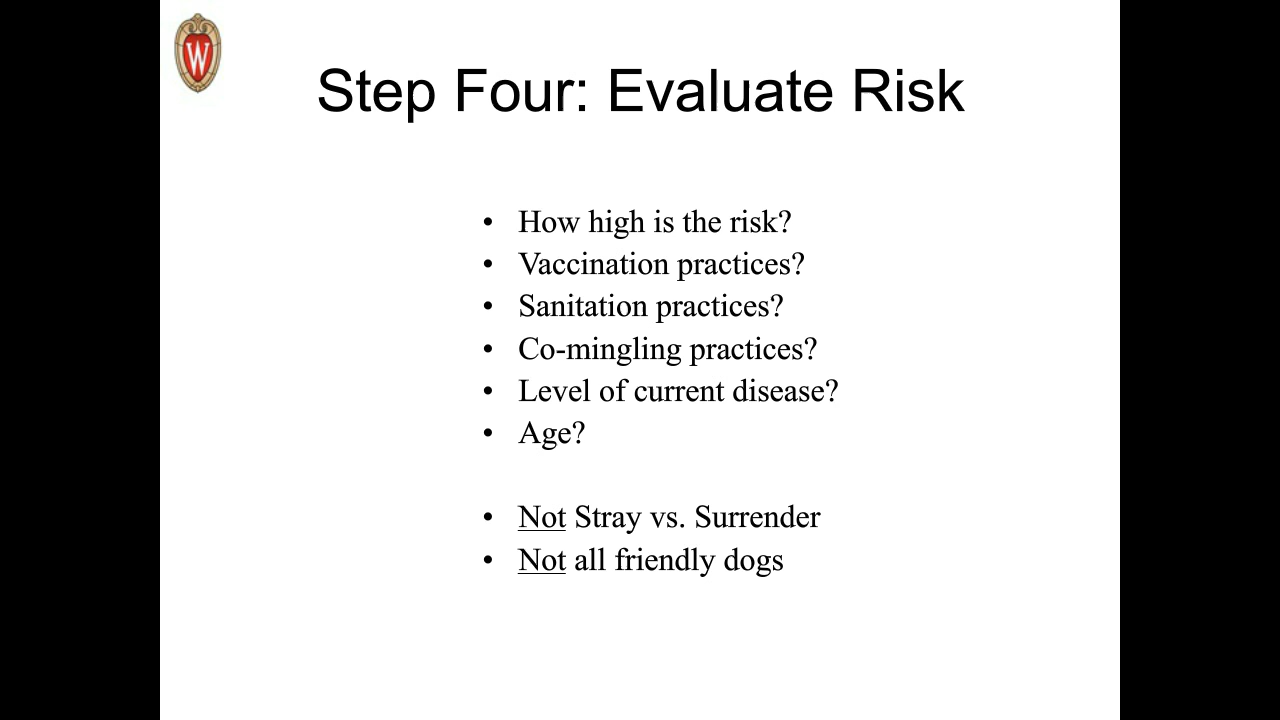 W
Step Four: Evaluate Risk
• How high is the risk?
• Vaccination practices?
• Sanitation practices?
• Co-mingling practices?
• Level of current disease?
• Age?
• Not Stray vs. Surrender
• Not all friendly dogs